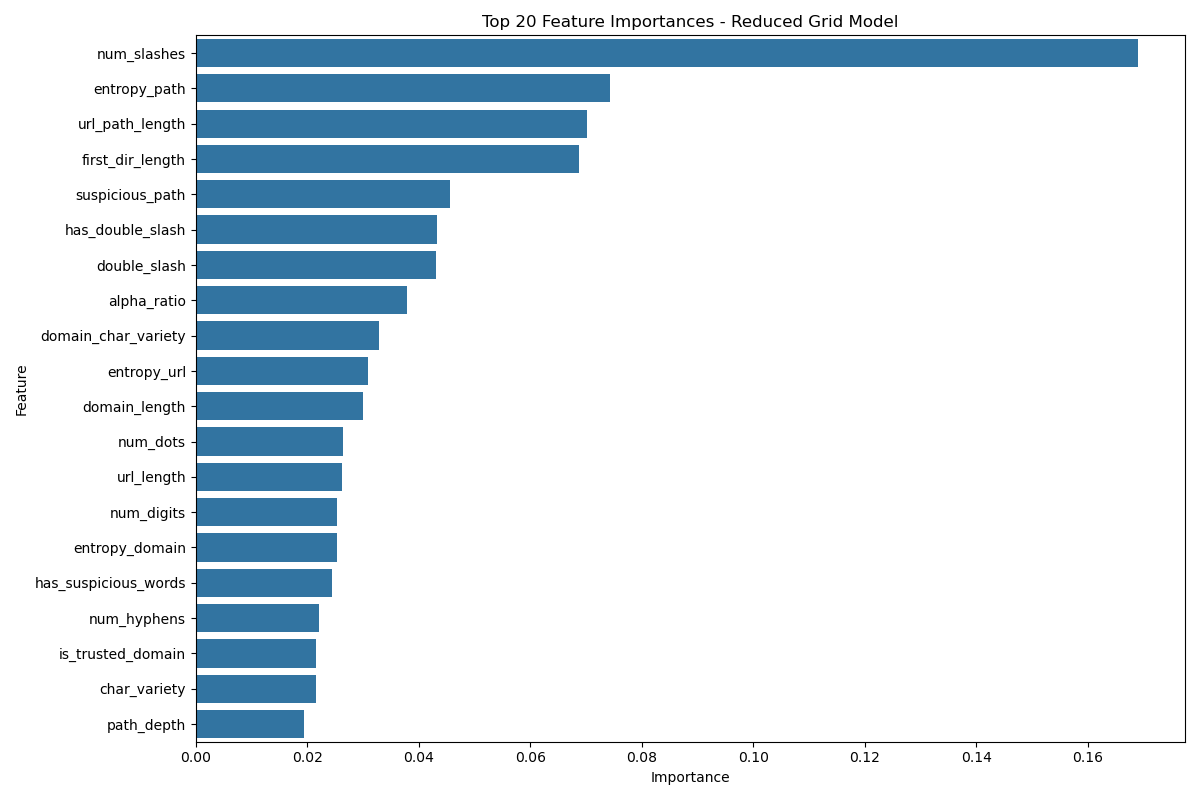 Top 20 Feature Importances - Reduced Grid Model
num_slashes
entropy_path
url_path_length
first_dir_length
suspicious_path
has_double_slash
double_slash
alpha_ratio
domain_char_variety
entropy_url
domain_length
num_dots
url_length
num_digits
entropy_domain
has_suspicious_words
num_hyphens
is_trusted_domain
char_variety
path_depth
Feature
0.00 0.02 0.04 0.06 0.08 0.10 0.12 0.14 0.16
Importance